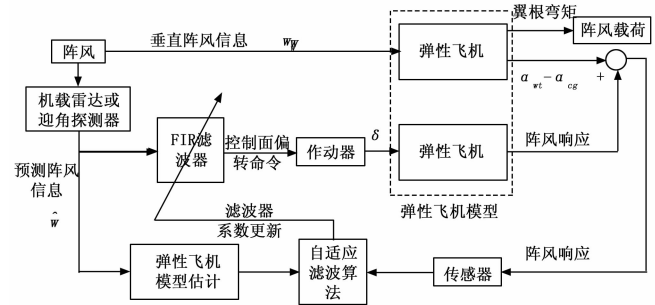 翼根弯矩
阵风
垂直阵风信息
w
弹性飞机
阵风载荷
α wt - α cg
+
机载雷达或
迎角探测器
FIR滤
波器
控制面偏
转命令
作动器
δ
弹性飞机
阵风响应
预测阵风
信息
ŵ
弹性飞机模型
滤波器
系数更新
弹性飞机
模型估计
自适应
滤波算
法
传感器
阵风响应